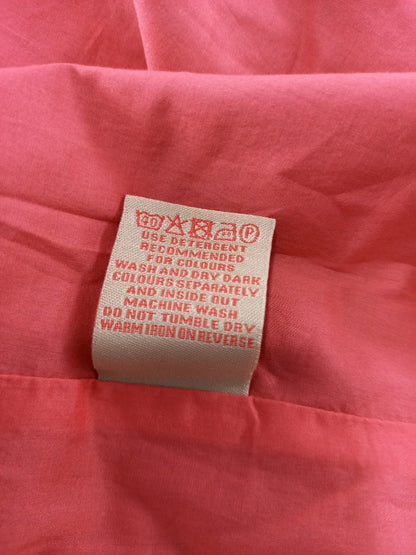 40 P
USE DETERGENT
RECOMMENDED
FOR COLOURS
WASH AND DRY DARK
COLOURS SEPARATELY
AND INSIDE OUT
MACHINE WASH
DO NOT TUMBLE DRY
WARM IRON ON REVERSE